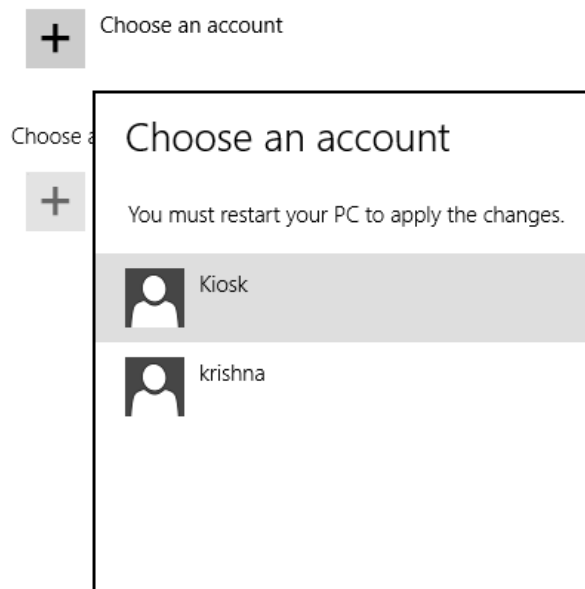 Choose an account
Choose
Choose an account
You must restart your PC to apply the changes.
Kiosk
krishna